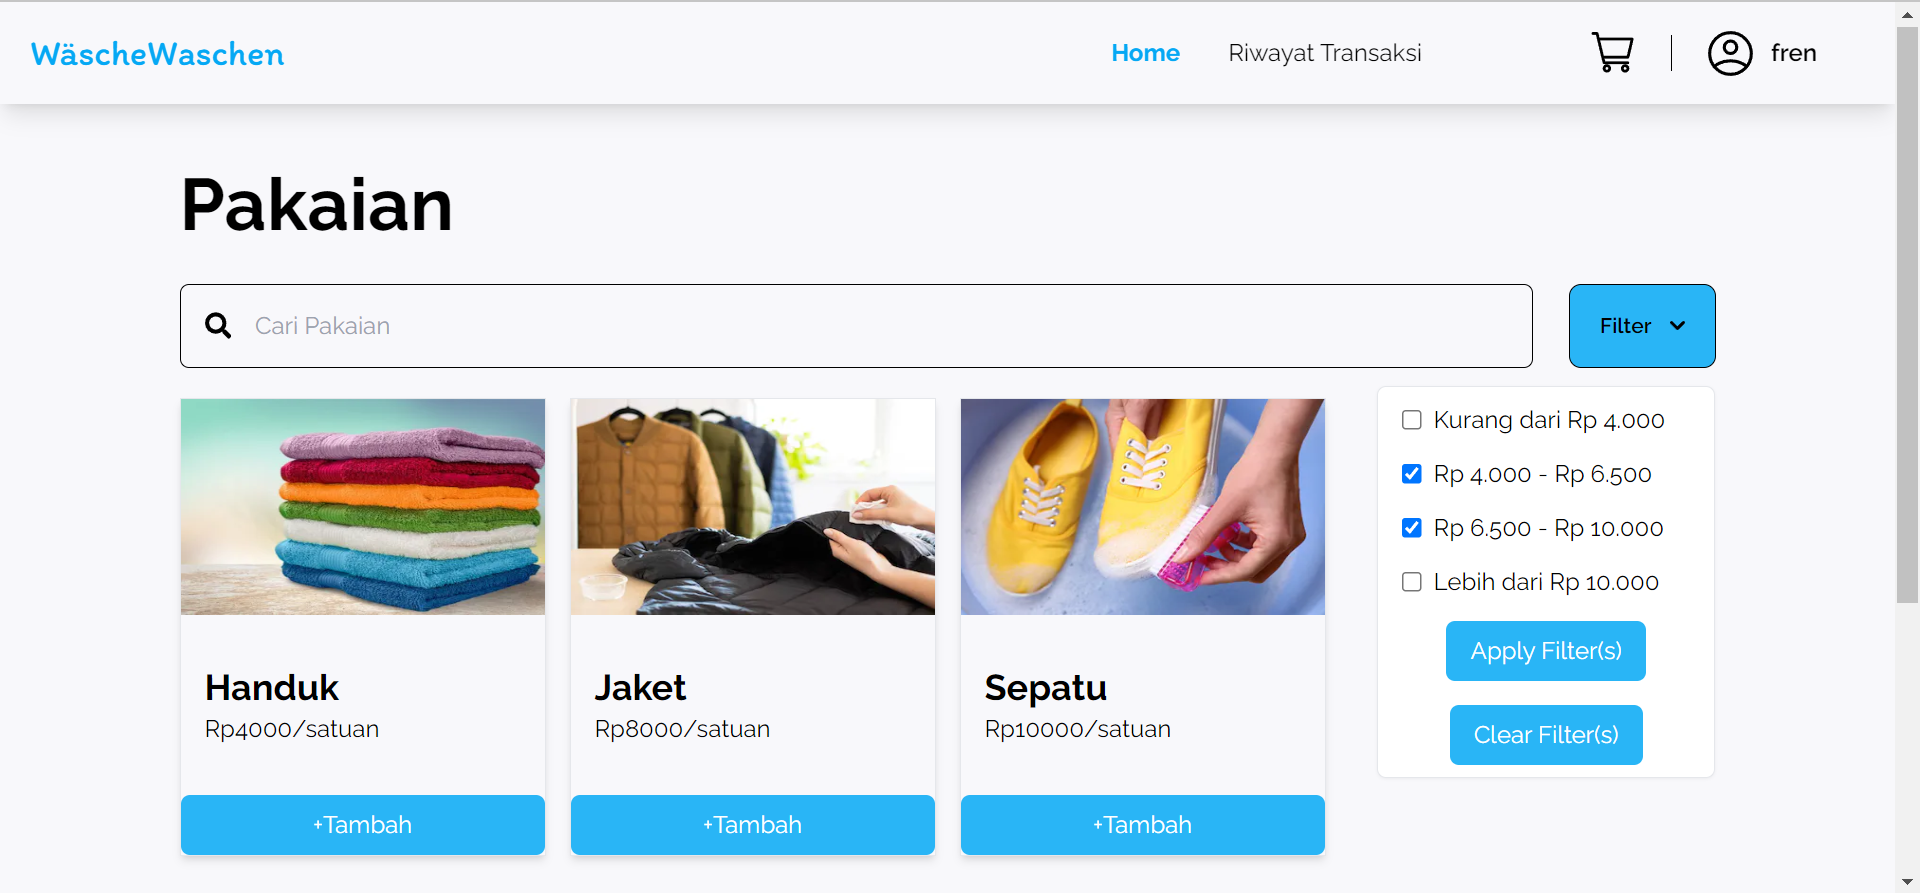 WäscheWaschen
Home
Riwayat Transaksi
fren
Pakaian
Cari Pakaian
Filter
Kurang dari Rp 4.000
Rp 4.000 - Rp 6.500
Rp 6.500 - Rp 10.000
Lebih dari Rp 10.000
Apply Filter(s)
Clear Filter(s)
Handuk
Rp4000/satuan
+Tambah
Jaket
Rp8000/satuan
+Tambah
Sepatu
Rp10000/satuan
+Tambah